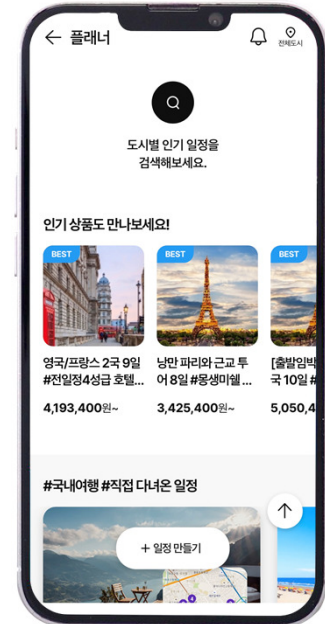 플래너
전체도시
도시별 인기 일정을
검색해보세요.
인기 상품도 만나보세요!
BEST
BEST
BEST
영국/프랑스 2국 9일
#전일정4성급 호텔...
4,193,400원~
낭만 파리와 근교 투
어 8일 #몽생미셸 ...
3,425,400원~
[출발임박
국 10일 #
5,050,4
#국내여행 #직접 다녀온 일정
+ 일정 만들기